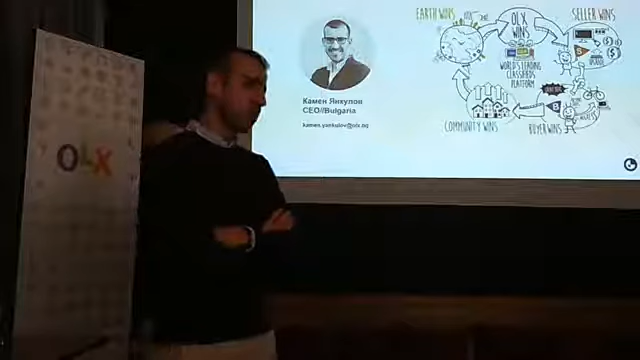 EARTH WINS
OLX
WINS
WORLD'S LEADING
CLASSIFIEDS
PLATFORM
SELLER WINS
COMMUNITY WINS
BUYER WINS
S
B
Камен Янкулов
CEO//Bulgaria
kamen.yankulov@olx.bg
OLX